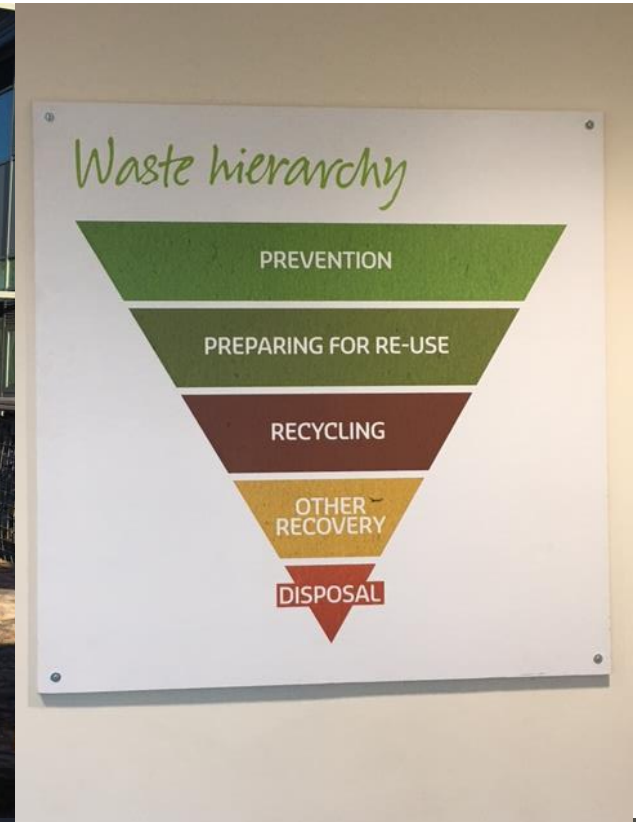 Waste hierarchy
PREVENTION
PREPARING FOR RE-USE
RECYCLING
OTHER
RECOVERY
DISPOSAL